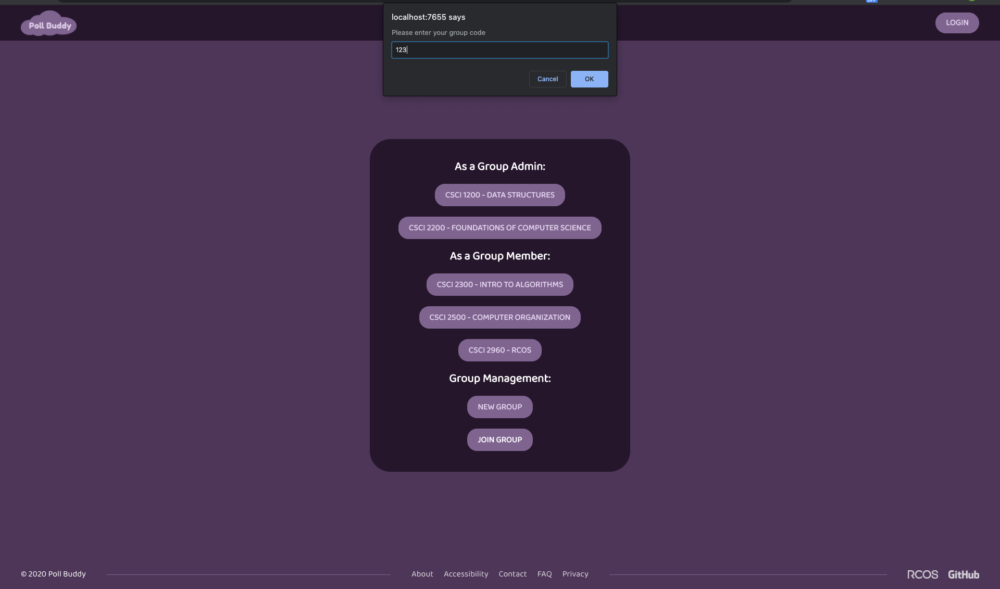 OFF
localhost:7655 says
Please enter your group code
123
Cancel OK
Poll Buddy
LOGIN
As a Group Admin:
CSCI 1200 - DATA STRUCTURES
CSCI 2200 - FOUNDATIONS OF COMPUTER SCIENCE
As a Group Member:
CSCI 2300 - INTRO TO ALGORITHMS
CSCI 2500 - COMPUTER ORGANIZATION
CSCI 2960 - RCOS
Group Management:
NEW GROUP
JOIN GROUP
© 2020 Poll Buddy About Accessibility Contact FAQ Privacy RCOS GitHub